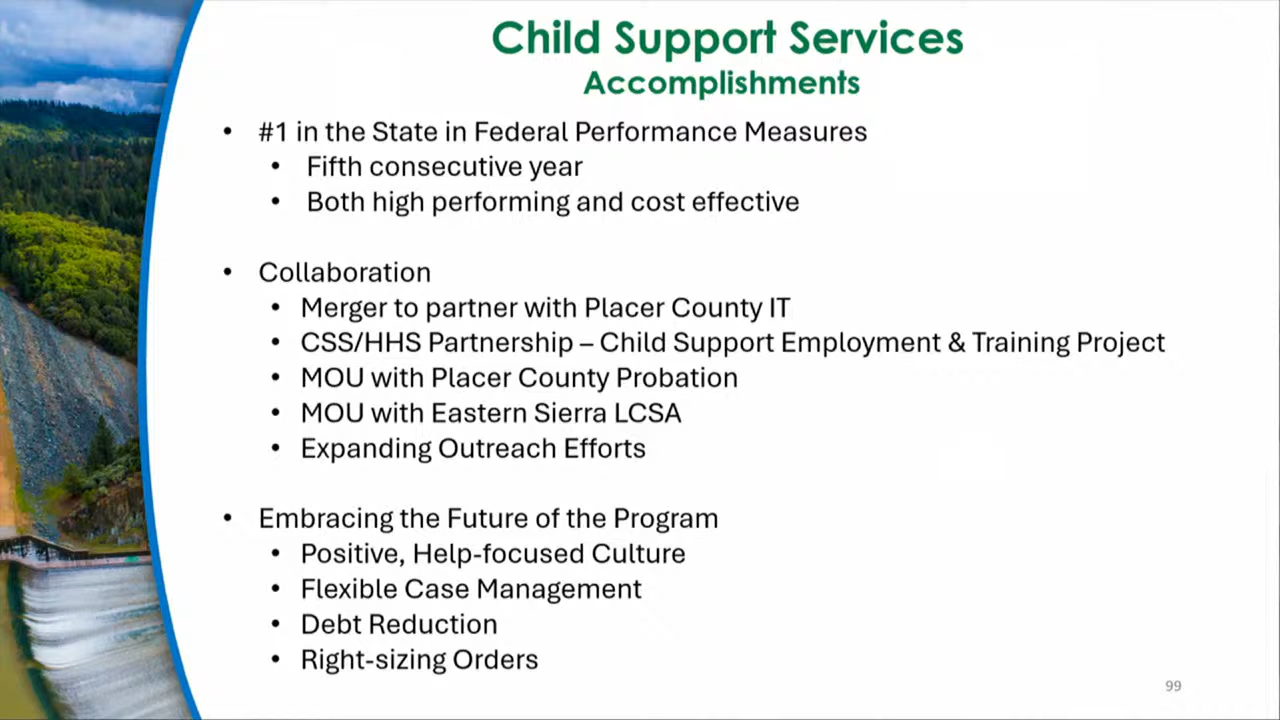 Child Support Services
Accomplishments
• #1 in the State in Federal Performance Measures
• Fifth consecutive year
• Both high performing and cost effective
• Collaboration
• Merger to partner with Placer County IT
• CSS/HHS Partnership – Child Support Employment & Training Project
• MOU with Placer County Probation
• MOU with Eastern Sierra LCSA
• Expanding Outreach Efforts
• Embracing the Future of the Program
• Positive, Help-focused Culture
• Flexible Case Management
• Debt Reduction
• Right-sizing Orders
99